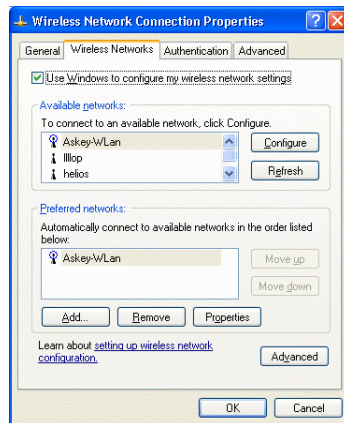 Wireless Network Connection Properties
General Wireless Networks Authentication Advanced
Use Windows to configure my wireless network settings
Available networks:
To connect to an available network, click Configure.
Askey-WLan
llllop
helios
Configure
Refresh
Preferred networks:
Automatically connect to available networks in the order listed
below:
Askey-WLan
Move up
Move down
Add... Remove Properties
Learn about setting up wireless network
configuration.
Advanced
OK Cancel